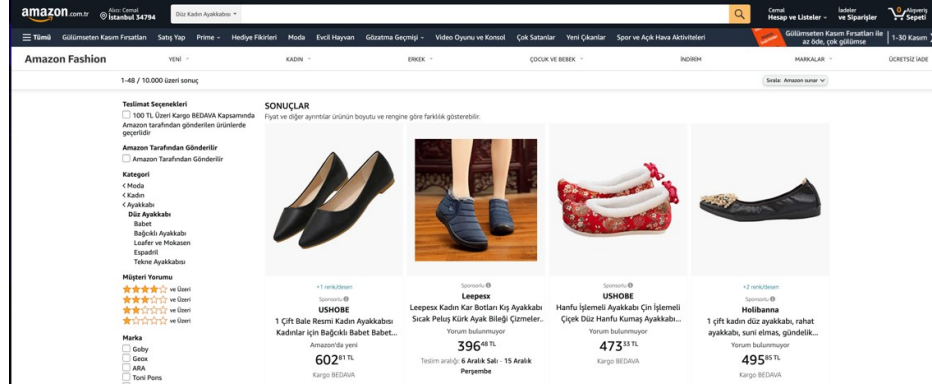 amazon.com.tr
Alıcı: Cemal
İstanbul 34794
Düz Kadın Ayakkabısı
Cemal
Hesap ve Listeler
İadeler
ve Siparişler
0
Alışveriş
Sepeti
Tümü
Gülümseten Kasım Fırsatları
Satış Yap
Prime
Hediye Fikirleri
Moda
Evcil Hayvan
Gözatma Geçmişi
Video Oyunu ve Konsol
Çok Satanlar
Yeni Çıkanlar
Spor ve Açık Hava Aktiviteleri
Gülümseten Kasım Fırsatları ile
az öde, çok gülümse
1-30 Kasım
Amazon Fashion
YENİ
KADIN
ERKEK
ÇOCUK VE BEBEK
İNDİRİM
MARKALAR
ÜCRETSİZ İADE
1-48 / 10.000 üzeri sonuç
Sırala: Amazon sunar
Teslimat Seçenekleri
100 TL Üzeri Kargo BEDAVA Kapsamında
Amazon tarafından gönderilen ürünlerde
geçerlidir
Amazon Tarafından Gönderilir
Amazon Tarafından Gönderilir
Kategori
< Moda
< Kadın
< Ayakkabı
Düz Ayakkabı
Babet
Bağcıklı Ayakkabı
Loafer ve Mokasen
Espadril
Tekne Ayakkabısı
Müşteri Yorumu
ve Üzeri
ve Üzeri
ve Üzeri
ve Üzeri
Marka
Goby
Geox
ARA
Toni Pons
SONUÇLAR
Fiyat ve diğer ayrıntılar ürünün boyutu ve rengine göre farklılık gösterebilir.
+1 renk/desen
Sponsorlu
USHOBE
1 Çift Bale Resmi Kadın Ayakkabısı
Kadınlar için Bağcıklı Babet Babet...
Amazon'da yeni
602,81 TL
Kargo BEDAVA
Sponsorlu
Leepesx
Leepesx Kadın Kar Botları Kış Ayakkabı
Sıcak Peluş Kürk Ayak Bileği Çizmeler..
Yorum bulunmuyor
396,48 TL
Teslim aralığı: 6 Aralık Salı - 15 Aralık
Perşembe
Sponsorlu
USHOBE
Hanfu İşlemeli Ayakkabı Çin İşlemeli
Çiçek Düz Hanfu Kumaş Ayakkabı...
Yorum bulunmuyor
473,33 TL
Kargo BEDAVA
+2 renk/desen
Sponsorlu
Holibanna
1 çift kadın düz ayakkabı, rahat
ayakkabı, suni elmas, gündelik...
Yorum bulunmuyor
495,85 TL
Kargo BEDAVA